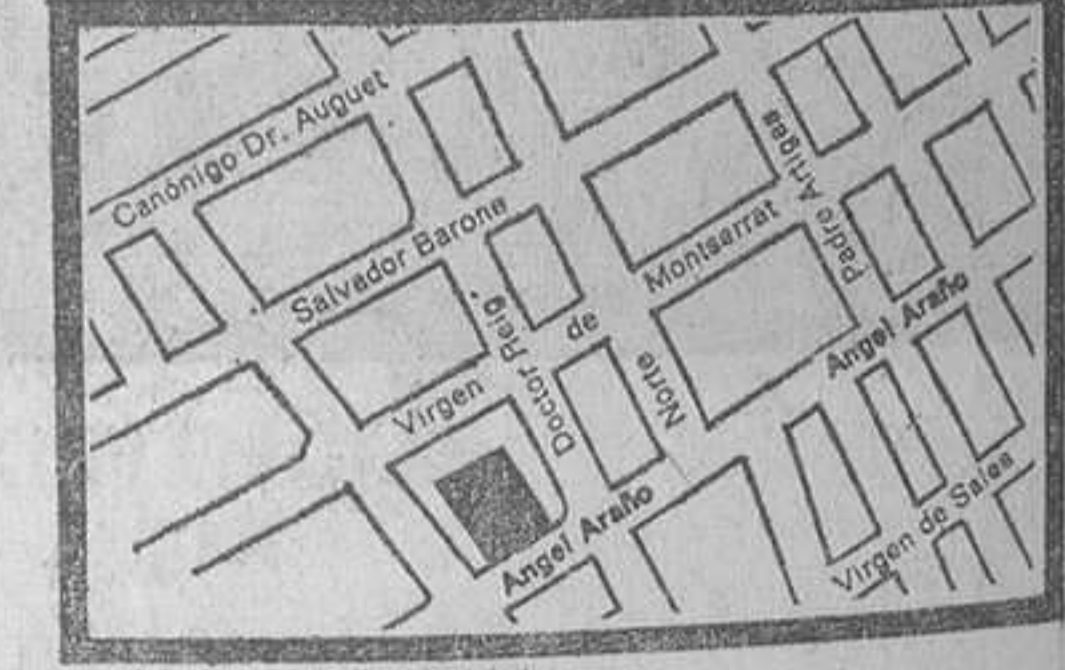 Canónigo Dr. Auguet
Salvador Barone
Virgen de Montserrat
Doctor Reig
Norte
Padre Artiges
Angel Araño
Angel Araño
Virgen de Sales